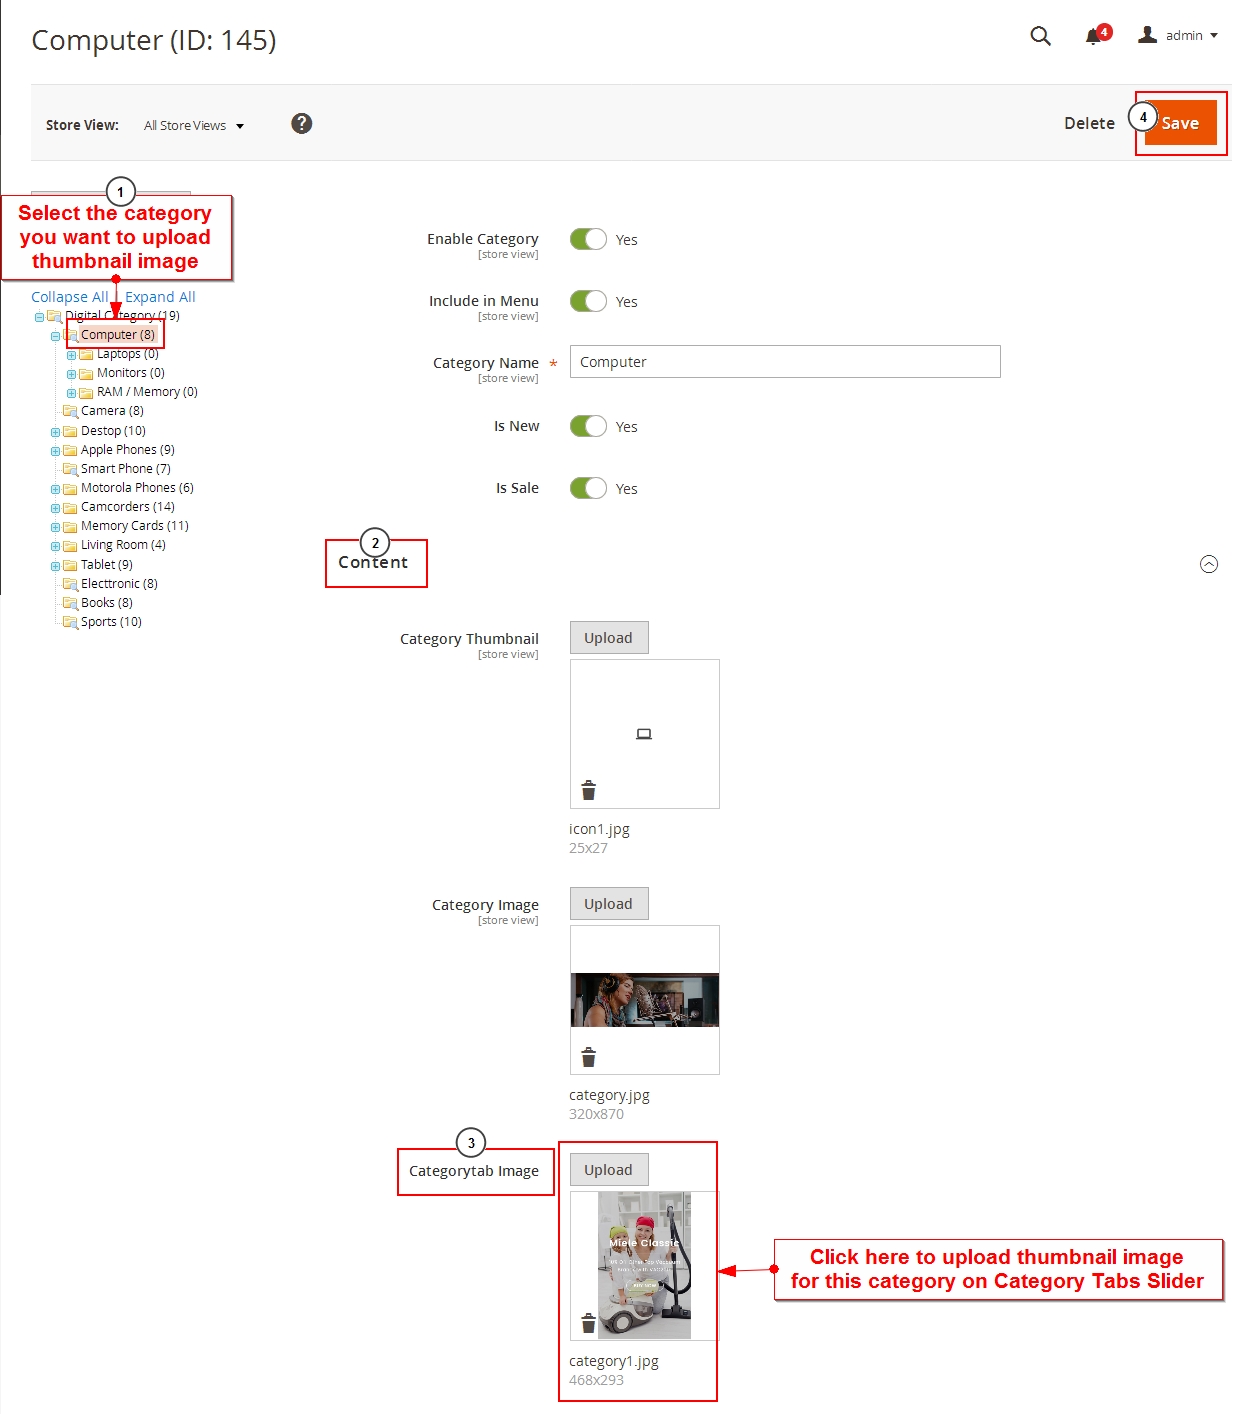 Computer (ID: 145)
4
admin
Store View:
All Store Views
?
Delete
4
Save
1
Select the category
you want to upload
thumbnail image
Collapse All | Expand All
Digital Category (19)
Computer (8)
Laptops (0)
Monitors (0)
RAM / Memory (0)
Camera (8)
Destop (10)
Apple Phones (9)
Smart Phone (7)
Motorola Phones (6)
Camcorders (14)
Memory Cards (11)
Living Room (4)
Tablet (9)
Electtronic (8)
Books (8)
Sports (10)
Enable Category
[store view]
Yes
Include in Menu
[store view]
Yes
Category Name *
[store view]
Computer
Is New
Yes
Is Sale
Yes
2
Content
Category Thumbnail
[store view]
Upload
icon1.jpg
25x27
Category Image
[store view]
Upload
category.jpg
320x870
3
Categorytab Image
Upload
Miele Classic
BUY NOW
category1.jpg
468x293
Click here to upload thumbnail image
for this category on Category Tabs Slider